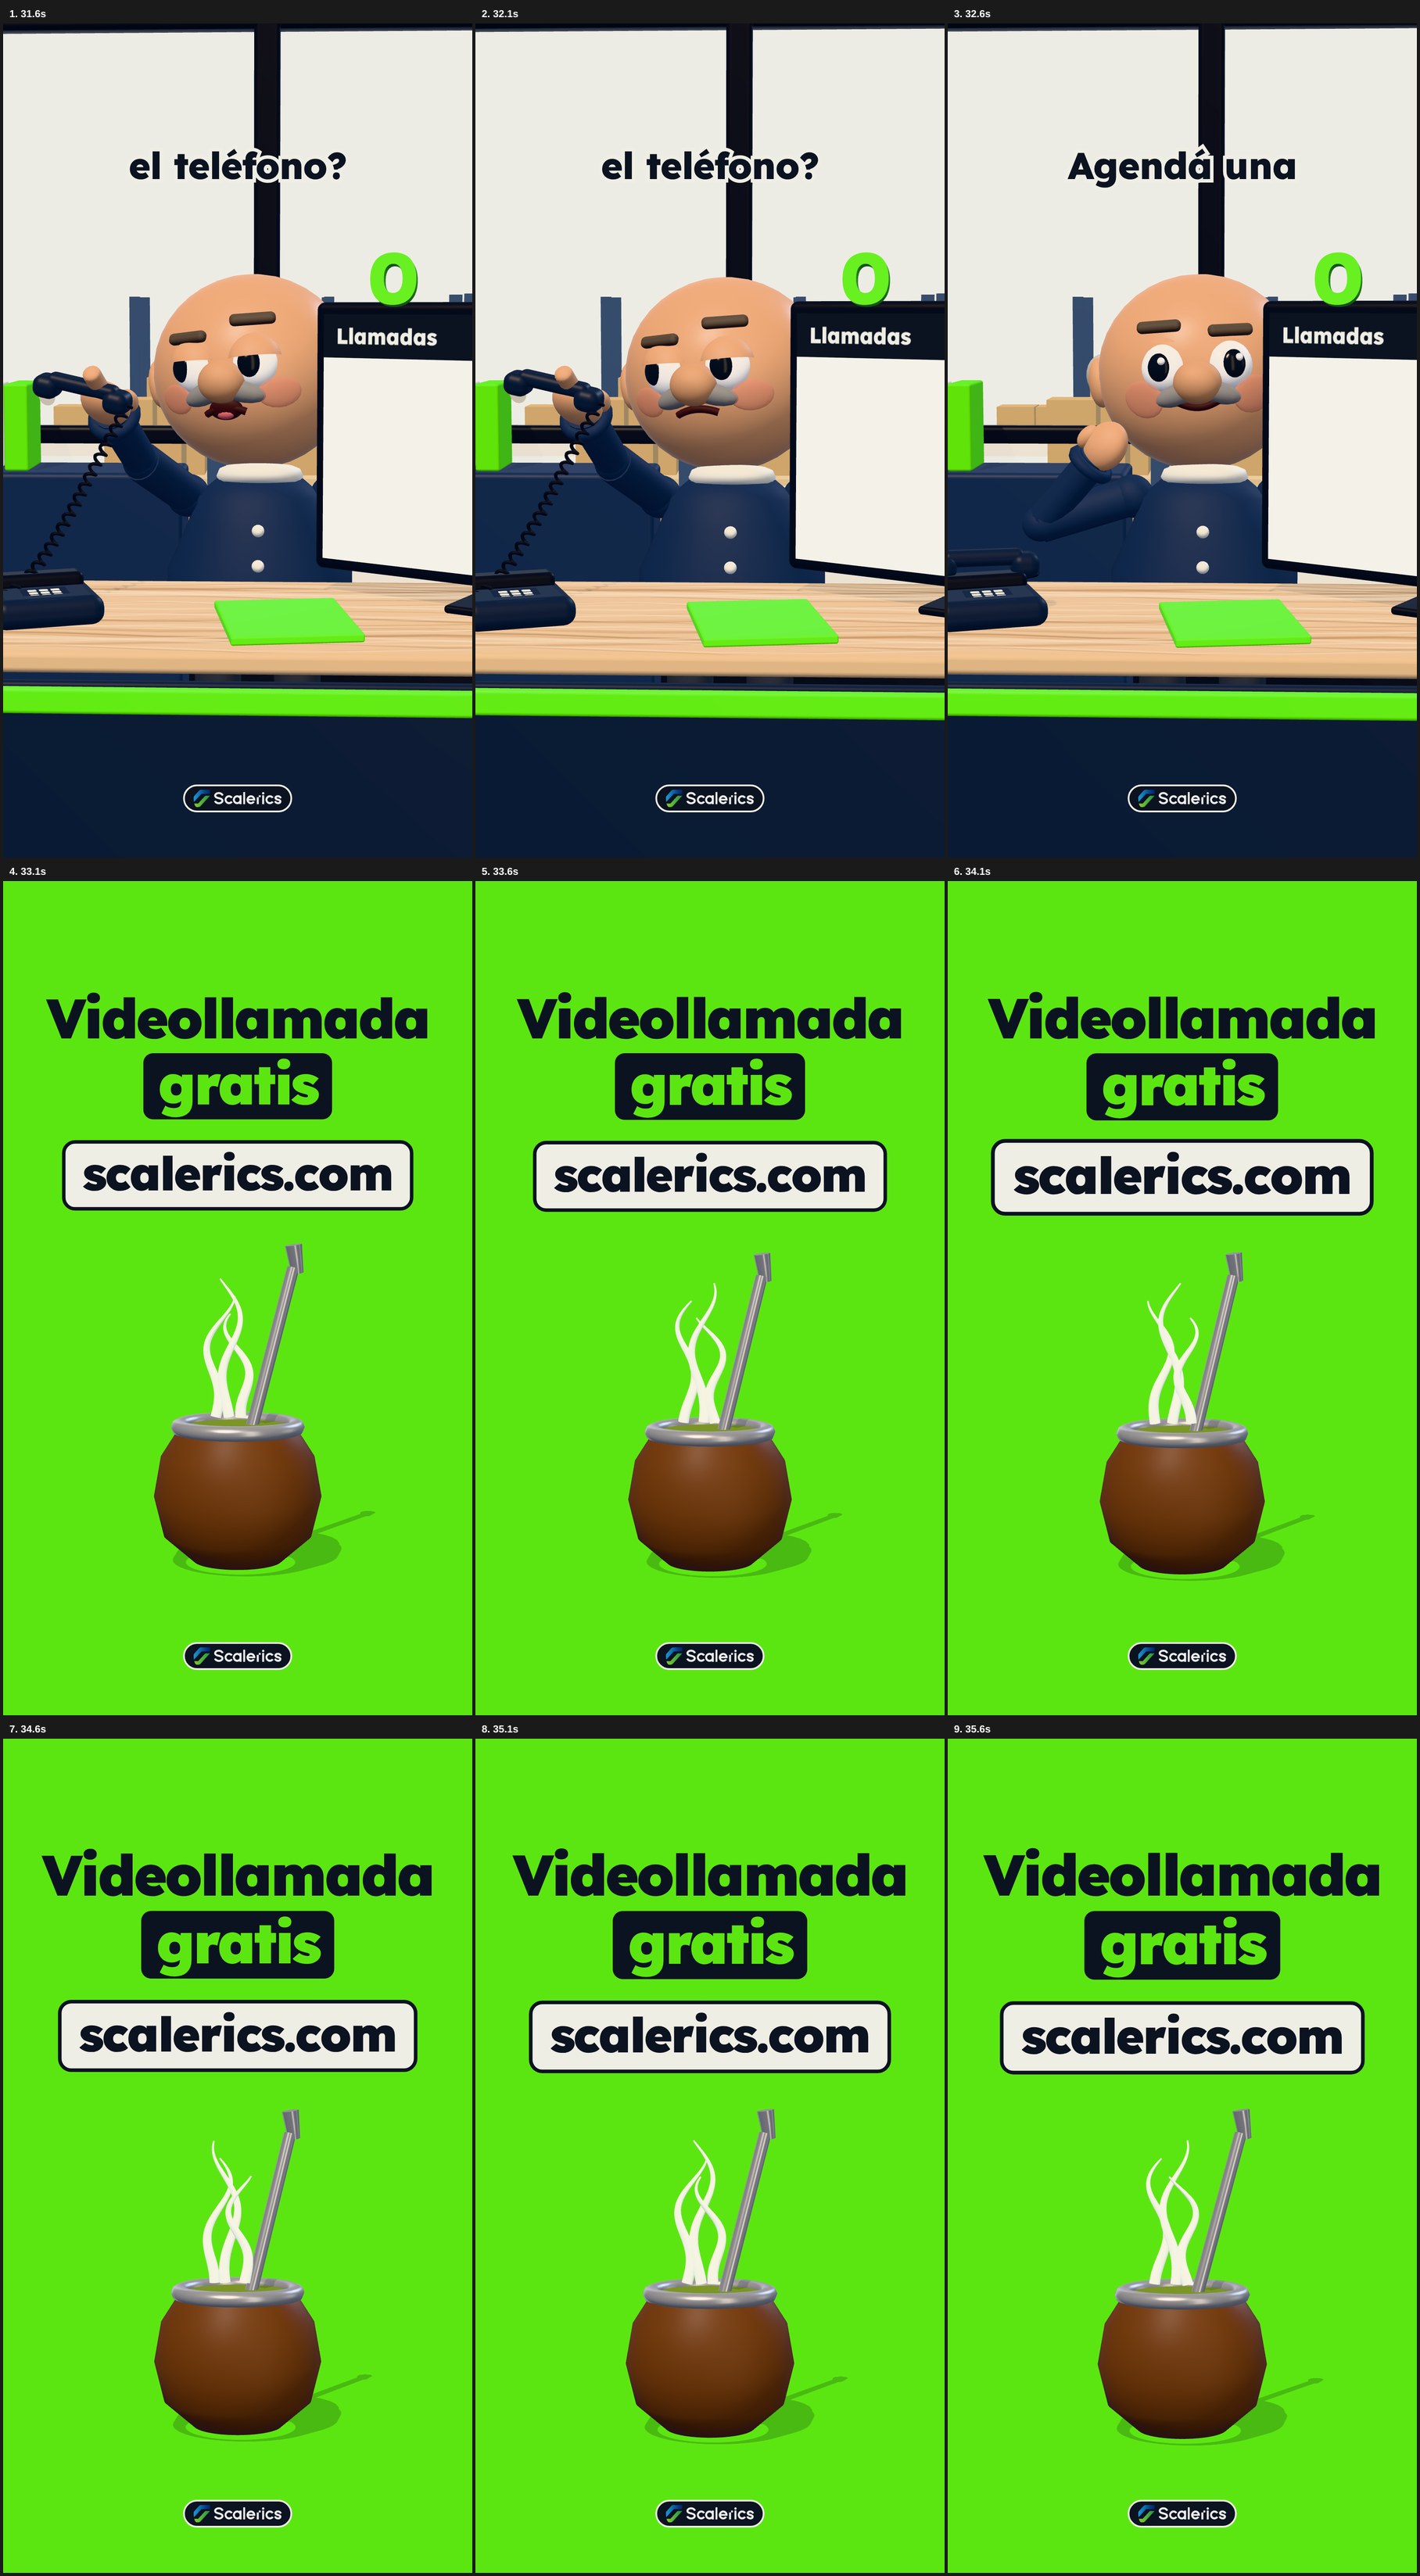 1. 31.6s
el teléfono?
0
Llamadas
Scalerics
2. 32.1s
el teléfono?
0
Llamadas
Scalerics
3. 32.6s
Agendá una
0
Llamadas
Scalerics
4. 33.1s
Videollamada
gratis
scalerics.com
Scalerics
5. 33.6s
Videollamada
gratis
scalerics.com
Scalerics
6. 34.1s
Videollamada
gratis
scalerics.com
Scalerics
7. 34.6s
Videollamada
gratis
scalerics.com
Scalerics
8. 35.1s
Videollamada
gratis
scalerics.com
Scalerics
9. 35.6s
Videollamada
gratis
scalerics.com
Scalerics